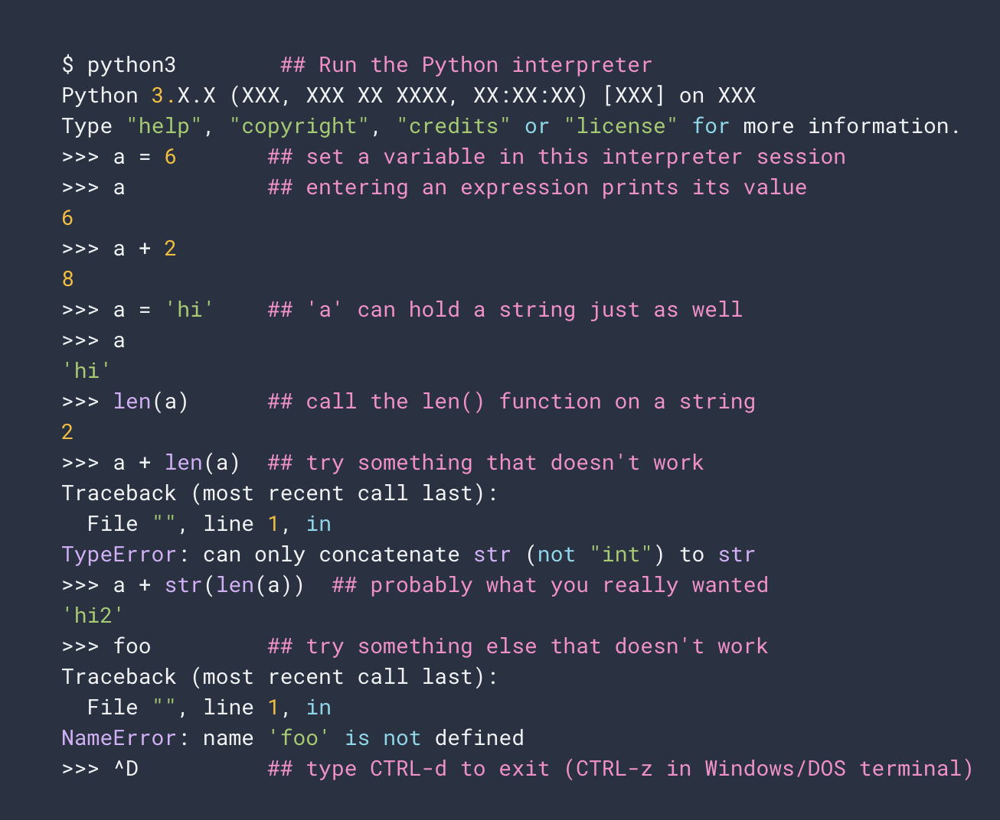 $ python3        ## Run the Python interpreter
Python 3.X.X (XXX, XXX XX XXXX, XX:XX:XX) [XXX] on XXX
Type "help", "copyright", "credits" or "license" for more information.
>>> a = 6       ## set a variable in this interpreter session
>>> a           ## entering an expression prints its value
6
>>> a + 2
8
>>> a = 'hi'    ## 'a' can hold a string just as well
>>> a
'hi'
>>> len(a)      ## call the len() function on a string
2
>>> a + len(a)  ## try something that doesn't work
Traceback (most recent call last):
  File "", line 1, in
TypeError: can only concatenate str (not "int") to str
>>> a + str(len(a))  ## probably what you really wanted
'hi2'
>>> foo         ## try something else that doesn't work
Traceback (most recent call last):
  File "", line 1, in
NameError: name 'foo' is not defined
>>> ^D          ## type CTRL-d to exit (CTRL-z in Windows/DOS terminal)